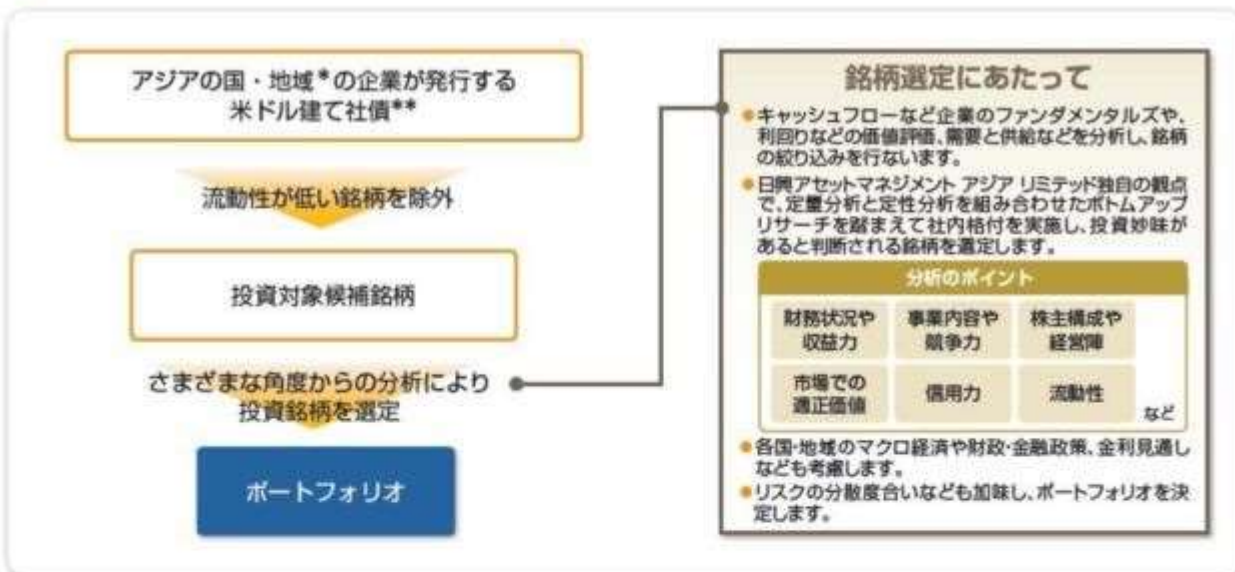 アジアの国・地域*の企業が発行する
米ドル建て社債**
流動性が低い銘柄を除外
投資対象候補銘柄
さまざまな角度からの分析により
投資銘柄を選定
ポートフォリオ
銘柄選定にあたって
●キャッシュフローなど企業のファンダメンタルズや、
利回りなどの価値評価、需要と供給などを分析し、銘柄
の絞り込みを行ないます。
●日興アセットマネジメント アジア リミテッド独自の観点
で、定量分析と定性分析を組み合わせたボトムアップ
リサーチを踏まえて社内格付を実施し、投資妙味が
あると判断される銘柄を選定します。
分析のポイント
財務状況や
収益力
事業内容や
競争力
株主構成や
経営陣
市場での
適正価値
信用力
流動性
など
●各国・地域のマクロ経済や財政・金融政策、金利見通し
なども考慮します。
●リスクの分散度合いなども加味し、ポートフォリオを決
定します。